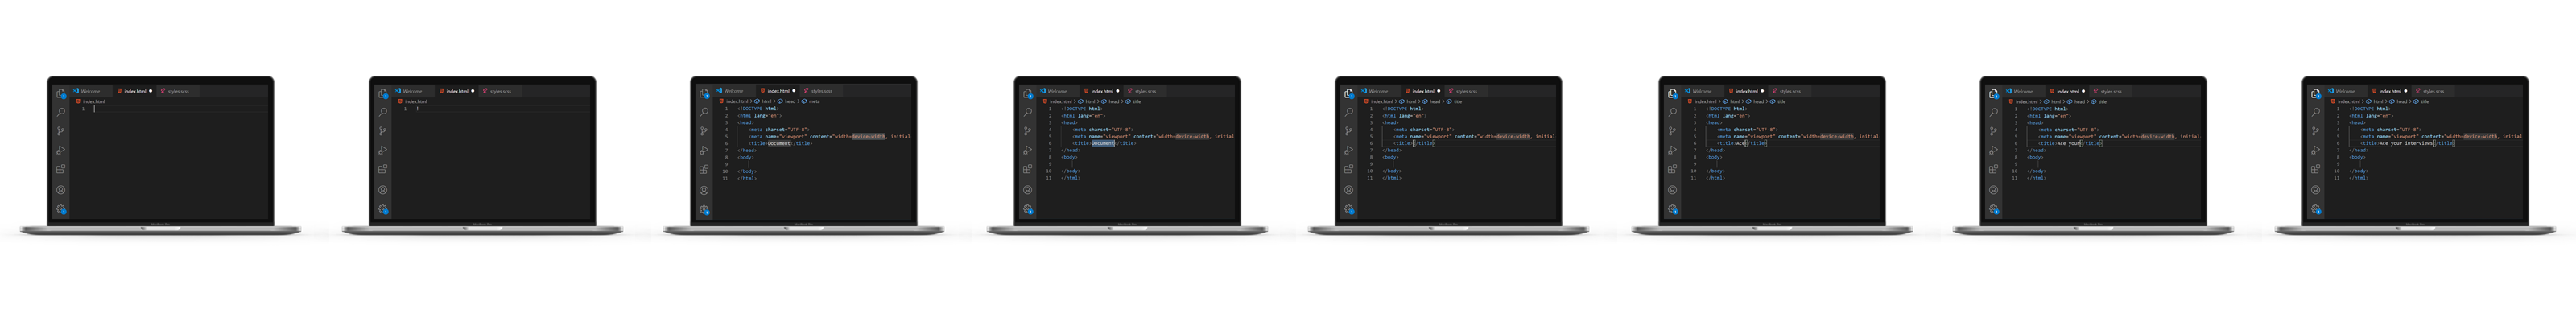 Welcome index.html styles.scss
index.html
1
Welcome index.html styles.scss
index.html
1 !
Welcome index.html styles.scss
index.html > html > head > meta
1 <!DOCTYPE html>
2 <html lang="en">
3 <head>
4 <meta charset="UTF-8">
5 <meta name="viewport" content="width=device-width, initial
6 <title>Document</title>
7 </head>
8 <body>
9
10 </body>
11 </html>
Welcome index.html styles.scss
index.html > html > head > title
1 <!DOCTYPE html>
2 <html lang="en">
3 <head>
4 <meta charset="UTF-8">
5 <meta name="viewport" content="width=device-width, initial
6 <title>Document</title>
7 </head>
8 <body>
9
10 </body>
11 </html>
Welcome index.html styles.scss
index.html > html > head > title
1 <!DOCTYPE html>
2 <html lang="en">
3 <head>
4 <meta charset="UTF-8">
5 <meta name="viewport" content="width=device-width, initial
6 <title></title>
7 </head>
8 <body>
9
10 </body>
11 </html>
Welcome index.html styles.scss
index.html > html > head > title
1 <!DOCTYPE html>
2 <html lang="en">
3 <head>
4 <meta charset="UTF-8">
5 <meta name="viewport" content="width=device-width, initial
6 <title>Ace</title>
7 </head>
8 <body>
9
10 </body>
11 </html>
Welcome index.html styles.scss
index.html > html > head > title
1 <!DOCTYPE html>
2 <html lang="en">
3 <head>
4 <meta charset="UTF-8">
5 <meta name="viewport" content="width=device-width, initial
6 <title>Ace your</title>
7 </head>
8 <body>
9
10 </body>
11 </html>
Welcome index.html styles.scss
index.html > html > head > title
1 <!DOCTYPE html>
2 <html lang="en">
3 <head>
4 <meta charset="UTF-8">
5 <meta name="viewport" content="width=device-width, initial
6 <title>Ace your interviews</title>
7 </head>
8 <body>
9
10 </body>
11 </html>